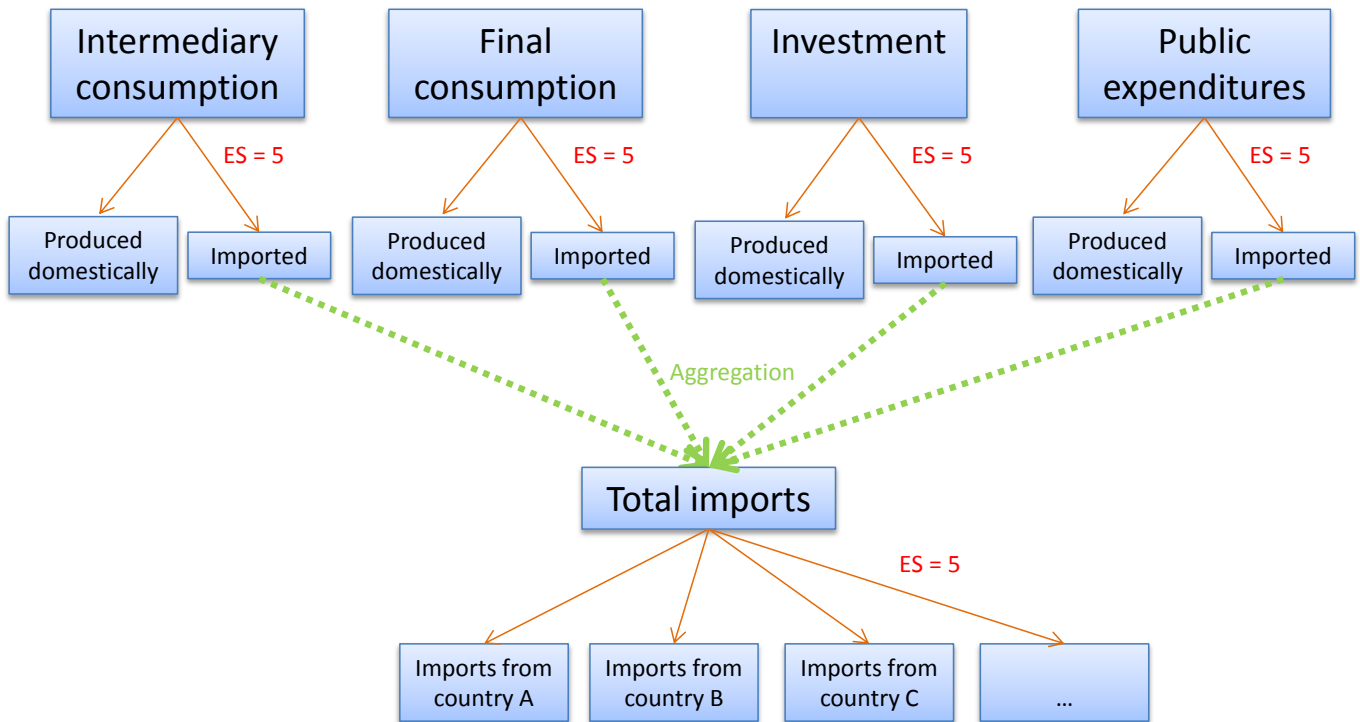 Intermediary
consumption
Final
consumption
Investment
Public
expenditures
ES = 5
ES = 5
ES = 5
ES = 5
Produced
domestically
Imported
Produced
domestically
Imported
Produced
domestically
Imported
Produced
domestically
Imported
Aggregation
Total imports
ES = 5
Imports from
country A
Imports from
country B
Imports from
country C
...